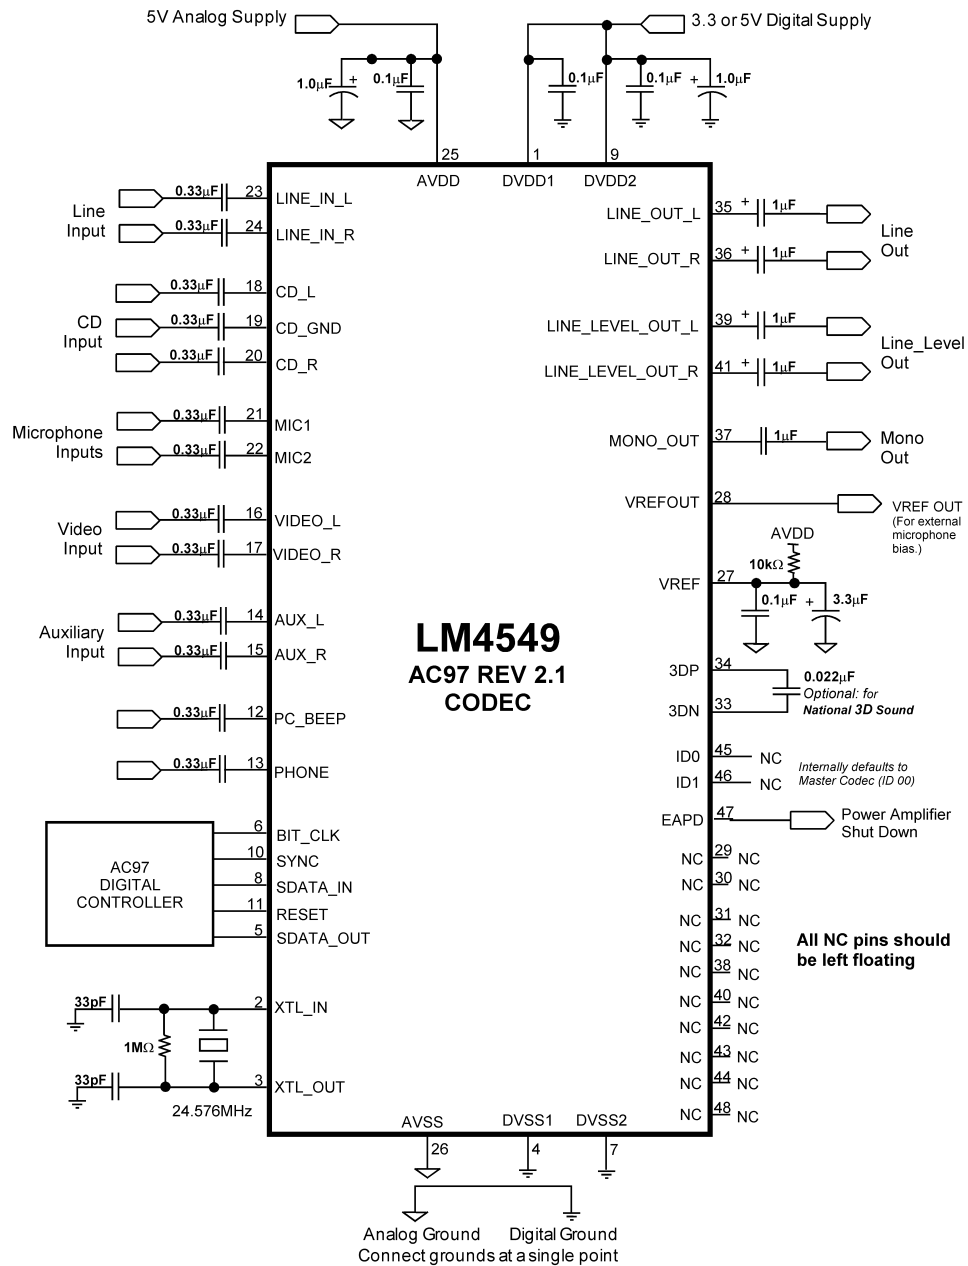 5V Analog Supply
3.3 or 5V Digital Supply
1.0µF
+
0.1µF
0.1µF
0.1µF
+
1.0µF
25
1
9
AVDD
DVDD1
DVDD2
Line
Input
0.33µF
23
LINE_IN_L
0.33µF
24
LINE_IN_R
CD
Input
0.33µF
18
CD_L
0.33µF
19
CD_GND
0.33µF
20
CD_R
Microphone
Inputs
0.33µF
21
MIC1
0.33µF
22
MIC2
Video
Input
0.33µF
16
VIDEO_L
0.33µF
17
VIDEO_R
Auxiliary
Input
0.33µF
14
AUX_L
0.33µF
15
AUX_R
0.33µF
12
PC_BEEP
0.33µF
13
PHONE
AC97
DIGITAL
CONTROLLER
6
BIT_CLK
10
SYNC
8
SDATA_IN
11
RESET
5
SDATA_OUT
33pF
2
XTL_IN
1MΩ
33pF
3
XTL_OUT
24.576MHz
LM4549
AC97 REV 2.1
CODEC
LINE_OUT_L
35
+
1µF
LINE_OUT_R
36
+
1µF
Line
Out
LINE_LEVEL_OUT_L
39
+
1µF
LINE_LEVEL_OUT_R
41
+
1µF
Line_Level
Out
MONO_OUT
37
1µF
Mono
Out
VREFOUT
28
VREF OUT
(For external
microphone
bias.)
AVDD
10kΩ
VREF
27
0.1µF
+
3.3µF
3DP
34
0.022µF
Optional: for
National 3D Sound
3DN
33
ID0
45
NC
ID1
46
NC
Internally defaults to
Master Codec (ID 00)
EAPD
47
Power Amplifier
Shut Down
NC 29 NC
NC 30 NC
NC 31 NC
NC 32 NC
NC 38 NC
NC 40 NC
NC 42 NC
NC 43 NC
NC 44 NC
NC 48 NC
All NC pins should
be left floating
AVSS
DVSS1
DVSS2
26
4
7
Analog Ground
Digital Ground
Connect grounds at a single point